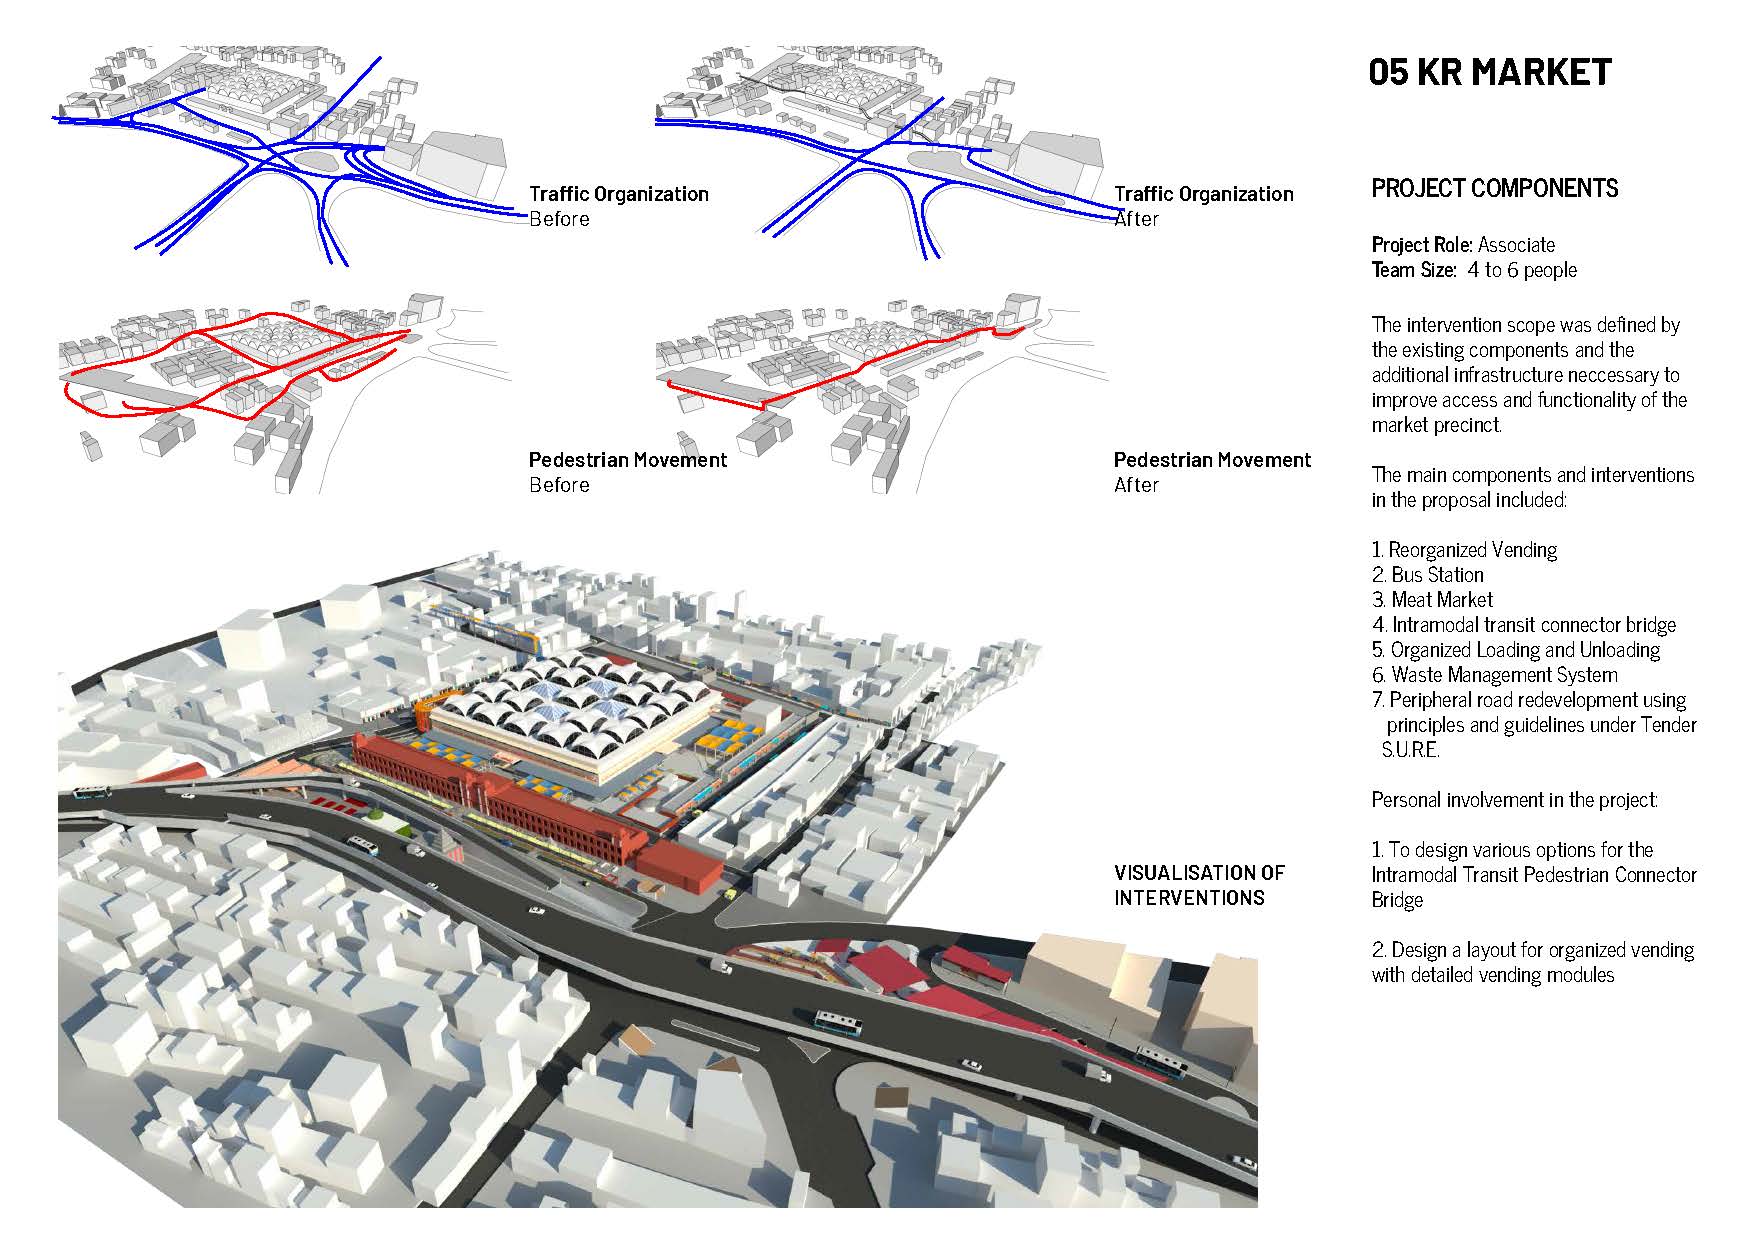 05 KR MARKET
Traffic Organization
Before
Traffic Organization
After
Pedestrian Movement
Before
Pedestrian Movement
After
VISUALISATION OF
INTERVENTIONS
PROJECT COMPONENTS
Project Role: Associate
Team Size: 4 to 6 people
The intervention scope was defined by
the existing components and the
additional infrastructure neccessary to
improve access and functionality of the
market precinct.
The main components and interventions
in the proposal included:
1. Reorganized Vending
2. Bus Station
3. Meat Market
4. Intramodal transit connector bridge
5. Organized Loading and Unloading
6. Waste Management System
7. Peripheral road redevelopment using
principles and guidelines under Tender
S.U.R.E.
Personal involvement in the project:
1. To design various options for the
Intramodal Transit Pedestrian Connector
Bridge
2. Design a layout for organized vending
with detailed vending modules